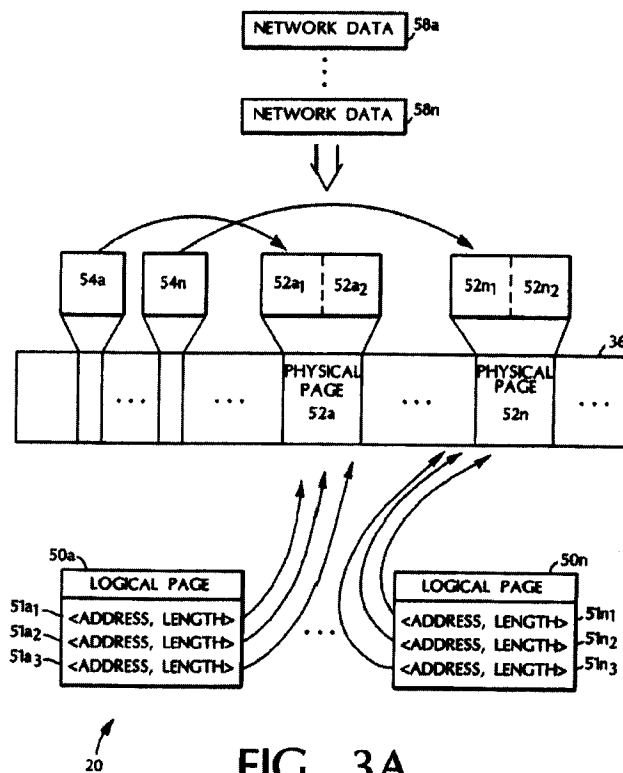 NETWORK DATA 58a
NETWORK DATA 58n
54a 54n 52a1 52a2 52n1 52n2
36
PHYSICAL PAGE 52a
PHYSICAL PAGE 52n
50a
LOGICAL PAGE
51a1 <ADDRESS, LENGTH>
51a2 <ADDRESS, LENGTH>
51a3 <ADDRESS, LENGTH>
50n
LOGICAL PAGE
<ADDRESS, LENGTH> 51n1
<ADDRESS, LENGTH> 51n2
<ADDRESS, LENGTH> 51n3
20
FIG. 3A